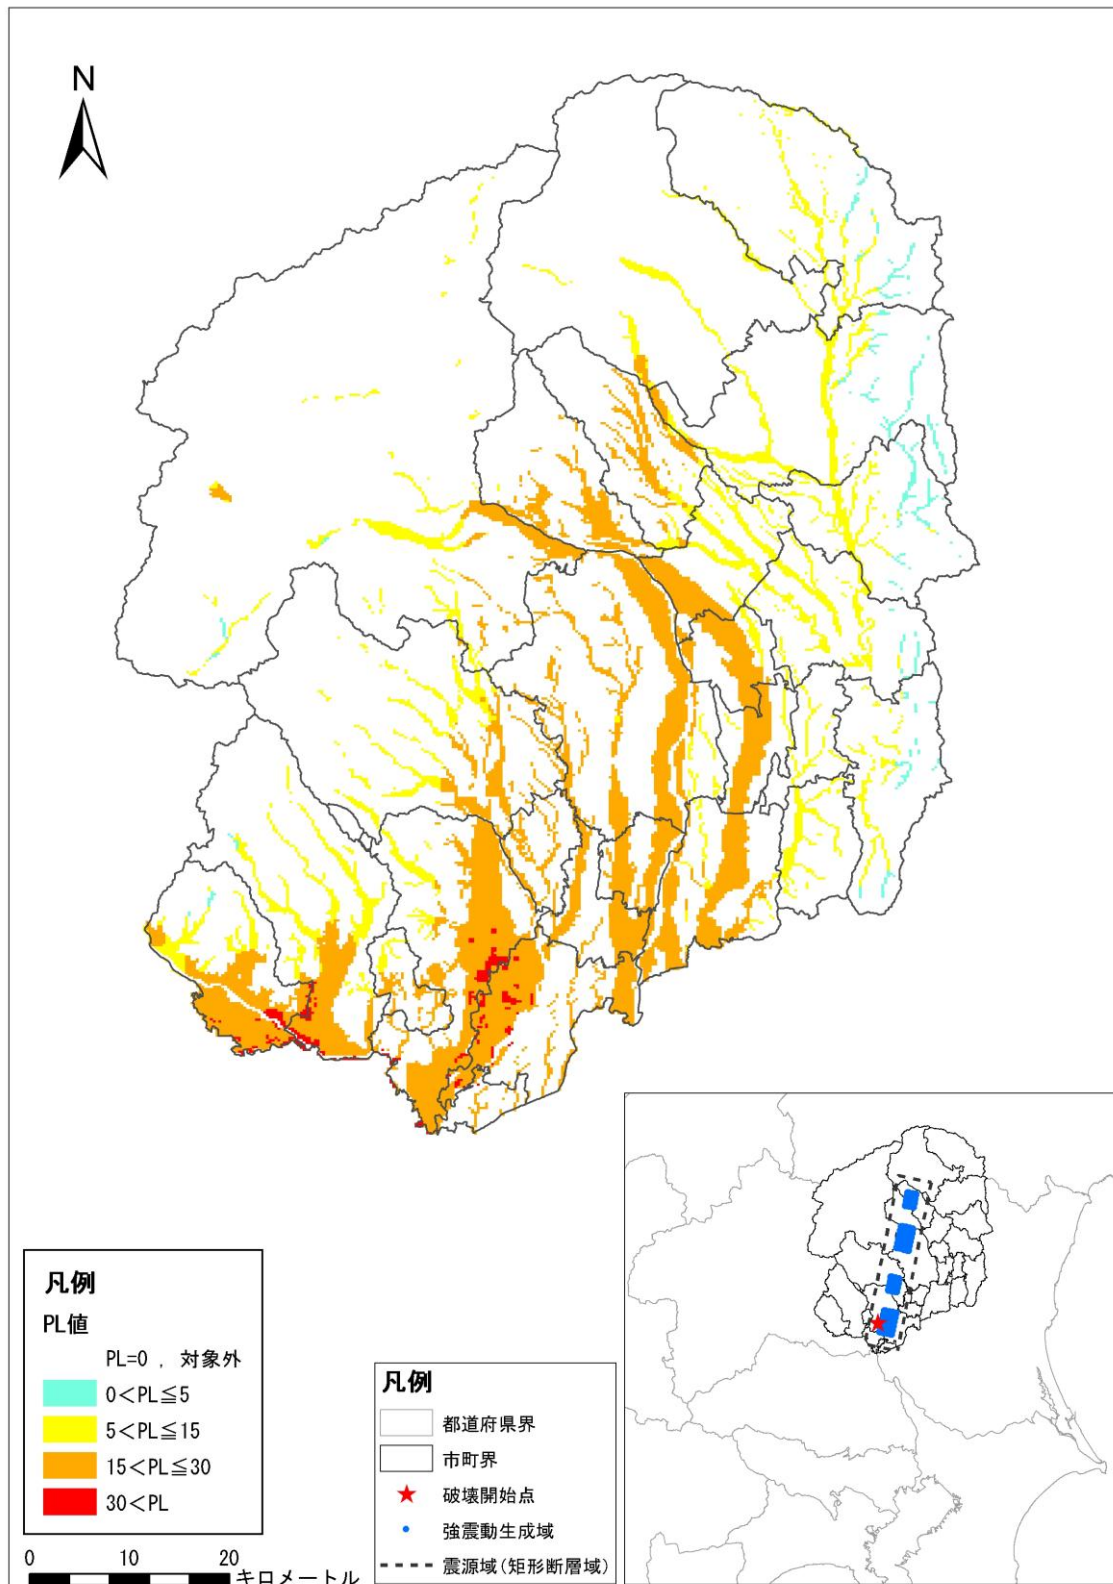 N
凡例
PL値
PL=0 , 対象外
0<PL≦5
5<PL≦15
15<PL≦30
30<PL
0 10 20
キロメートル
凡例
都道府県界
市町界
破壊開始点
強震動生成域
震源域(矩形断層域)